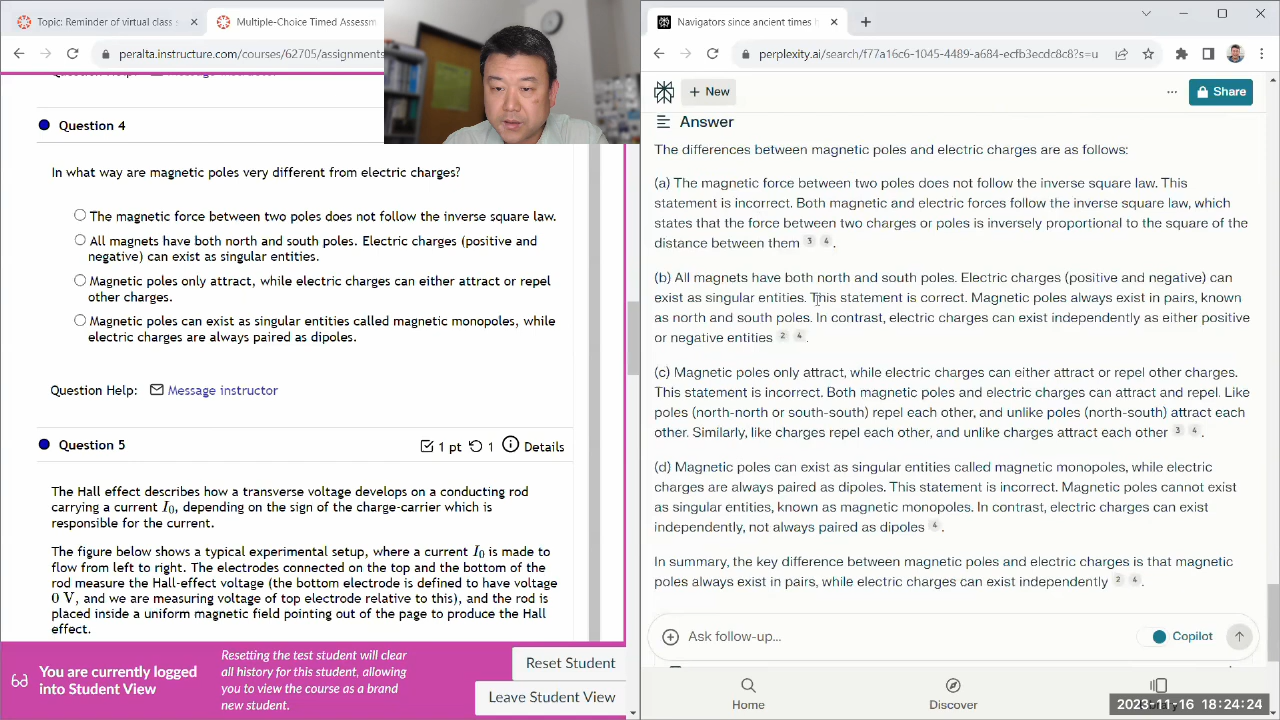 Topic: Reminder of virtual class
Multiple-Choice Timed Assessm
peralta.instructure.com/courses/62705/assignments
Question 4
In what way are magnetic poles very different from electric charges?
The magnetic force between two poles does not follow the inverse square law.
All magnets have both north and south poles. Electric charges (positive and
negative) can exist as singular entities.
Magnetic poles only attract, while electric charges can either attract or repel
other charges.
Magnetic poles can exist as singular entities called magnetic monopoles, while
electric charges are always paired as dipoles.
Question Help: Message instructor
Question 5
1 pt 1 Details
The Hall effect describes how a transverse voltage develops on a conducting rod
carrying a current I₀, depending on the sign of the charge-carrier which is
responsible for the current.
The figure below shows a typical experimental setup, where a current I₀ is made to
flow from left to right. The electrodes connected on the top and the bottom of the
rod measure the Hall-effect voltage (the bottom electrode is defined to have voltage
0 V, and we are measuring voltage of top electrode relative to this), and the rod is
placed inside a uniform magnetic field pointing out of the page to produce the Hall
effect.
You are currently logged
into Student View
Resetting the test student will clear
all history for this student, allowing
you to view the course as a brand
new student.
Reset Student
Leave Student View
Navigators since ancient times h
perplexity.ai/search/f77a16c6-1045-4489-a684-ecfb3ecdc8c8?
New
Share
Answer
The differences between magnetic poles and electric charges are as follows:
(a) The magnetic force between two poles does not follow the inverse square law. This
statement is incorrect. Both magnetic and electric forces follow the inverse square law, which
states that the force between two charges or poles is inversely proportional to the square of the
distance between them 3 4 .
(b) All magnets have both north and south poles. Electric charges (positive and negative) can
exist as singular entities. This statement is correct. Magnetic poles always exist in pairs, known
as north and south poles. In contrast, electric charges can exist independently as either positive
or negative entities 2 4 .
(c) Magnetic poles only attract, while electric charges can either attract or repel other charges.
This statement is incorrect. Both magnetic poles and electric charges can attract and repel. Like
poles (north-north or south-south) repel each other, and unlike poles (north-south) attract each
other. Similarly, like charges repel each other, and unlike charges attract each other 3 4 .
(d) Magnetic poles can exist as singular entities called magnetic monopoles, while electric
charges are always paired as dipoles. This statement is incorrect. Magnetic poles cannot exist
as singular entities, known as magnetic monopoles. In contrast, electric charges can exist
independently, not always paired as dipoles 4 .
In summary, the key difference between magnetic poles and electric charges is that magnetic
poles always exist in pairs, while electric charges can exist independently 2 4 .
Ask follow-up...
Copilot
Home
Discover
2023-11-16 18:24:24